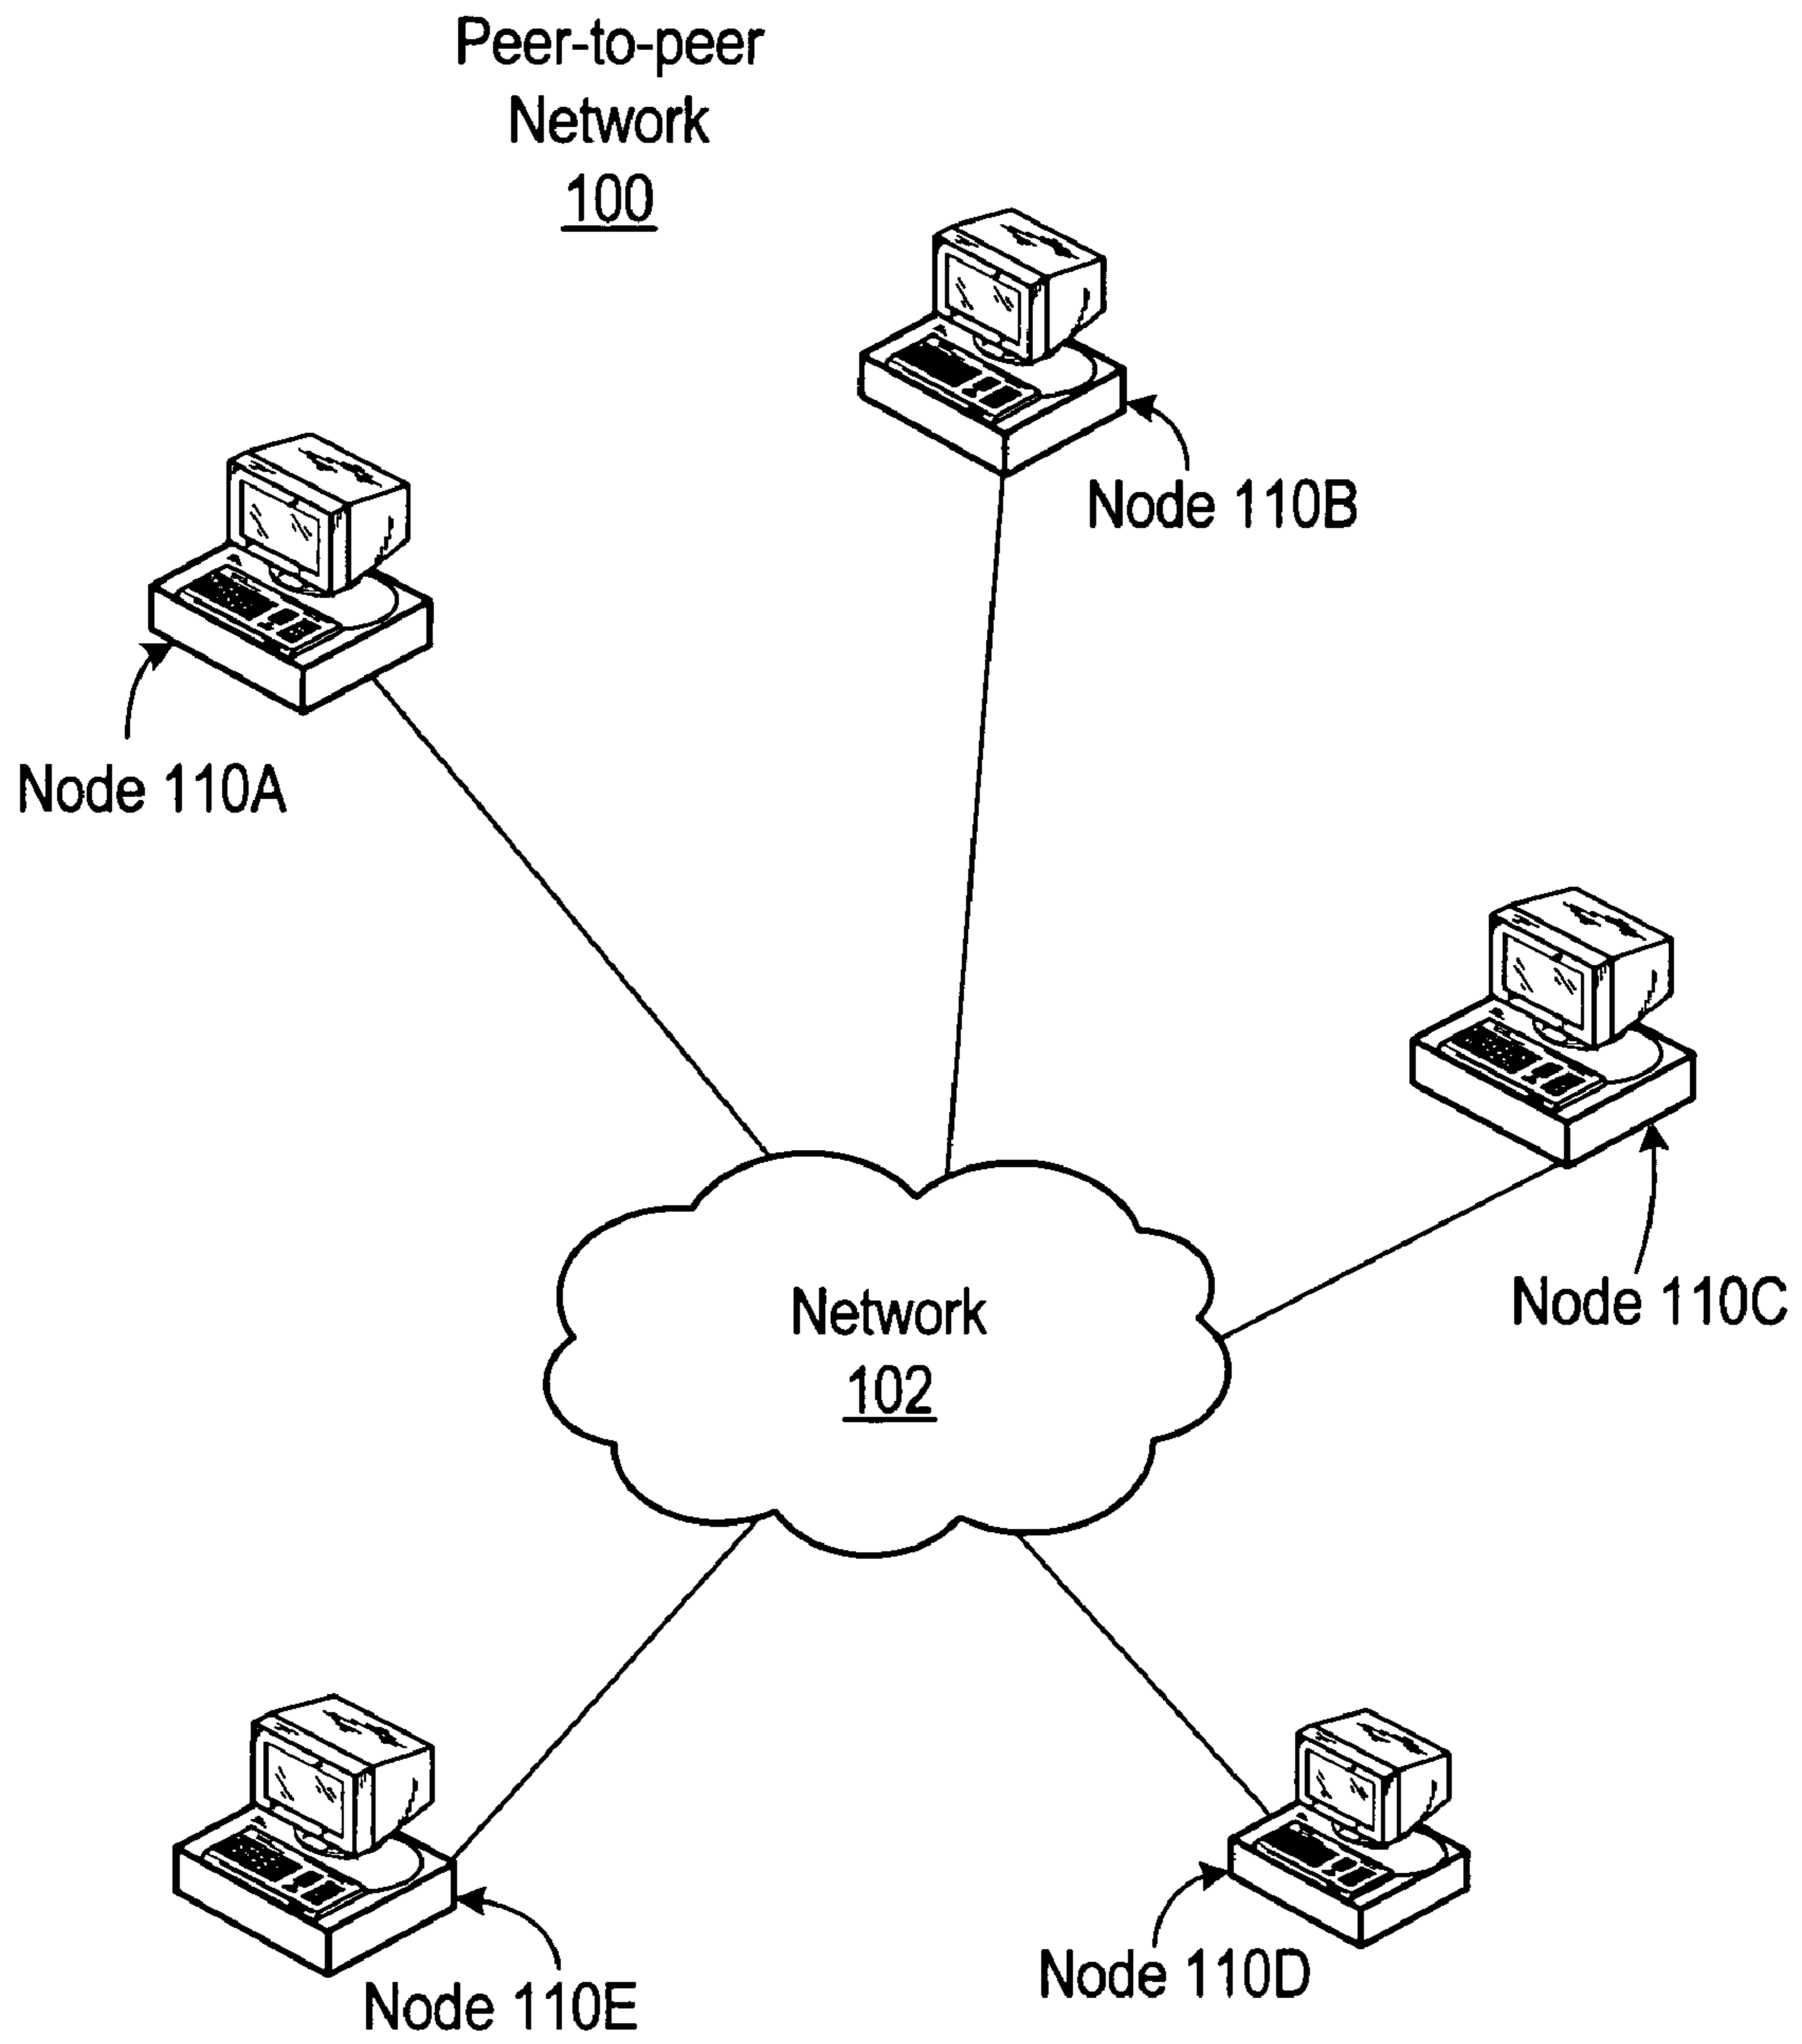 Peer-to-peer
Network
100
Node 110B
Node 110A
Node 110C
Network
102
Node 110D
Node 110E